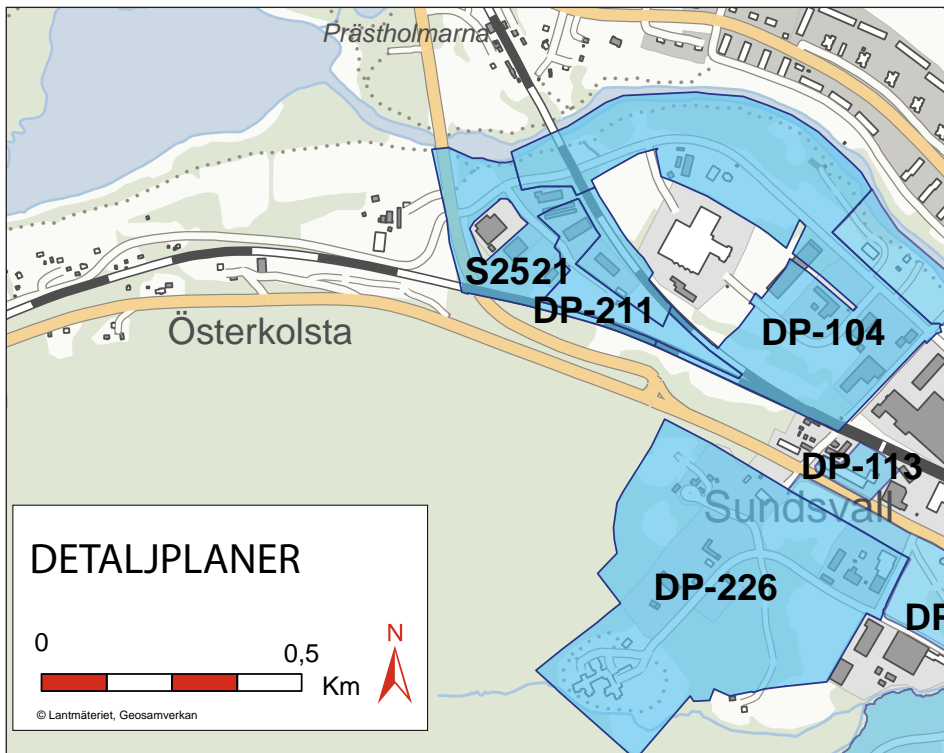 Prästholmarna
S2521
DP-211
DP-104
Österkolsta
DP-113
Sundsvall
DP-226
DP
DETALJPLANER
0
0,5
Km
N
© Lantmäteriet, Geosamverkan